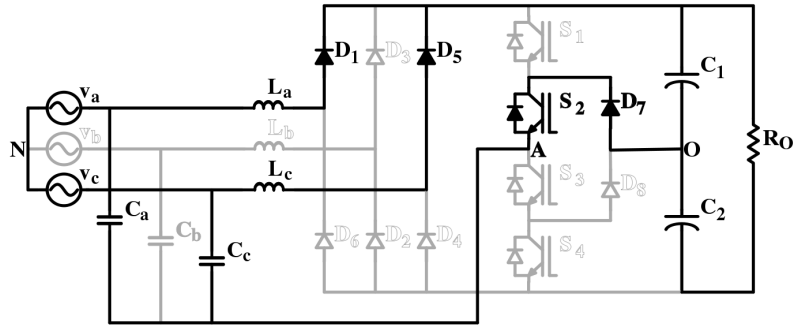 S1
D1 D3 D5
C1
va
La
S2 D7
vb
Lb
RO
N
A
O
vc
Lc
S3 D8
Ca
C2
Cb
D6 D2 D4
Cc
S4